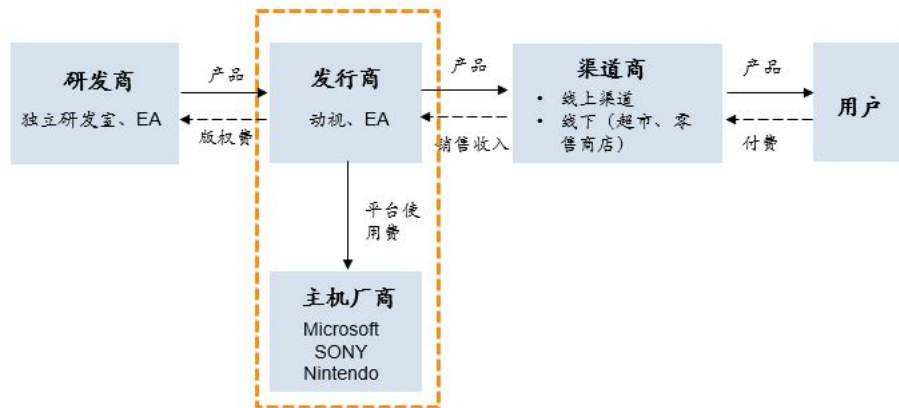 研发商
独立研发室、EA
产品
版权费
发行商
动视、EA
产品
销售收入
渠道商
• 线上渠道
• 线下（超市、零
售商店）
产品
付费
用户
平台使
用费
主机厂商
Microsoft
SONY
Nintendo